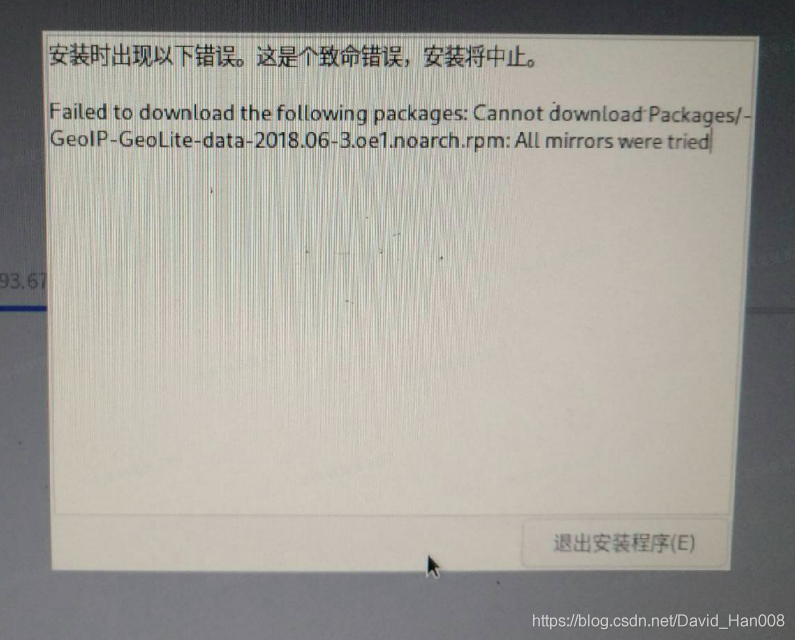 安装时出现以下错误。这是个致命错误，安装将中止。
Failed to download the following packages: Cannot download Packages/-
GeoIP-GeoLite-data-2018.06-3.oe1.noarch.rpm: All mirrors were tried
93.67
退出安装程序(E)
https://blog.csdn.net/David_Han008